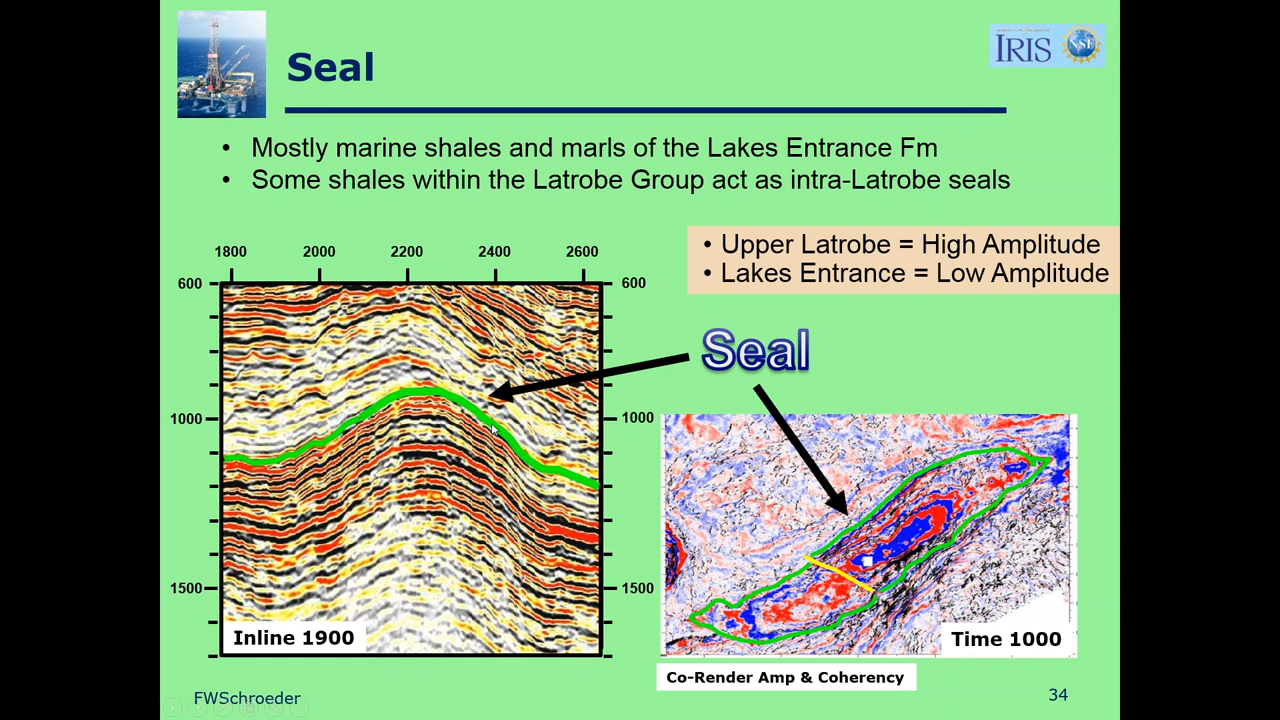 Seal
IRIS NSF
• Mostly marine shales and marls of the Lakes Entrance Fm
• Some shales within the Latrobe Group act as intra-Latrobe seals
• Upper Latrobe = High Amplitude
• Lakes Entrance = Low Amplitude
1800 2000 2200 2400 2600
600 600
Seal
1000 1000
1500 1500
Inline 1900
Time 1000
Co-Render Amp & Coherency
FWSchroeder
34